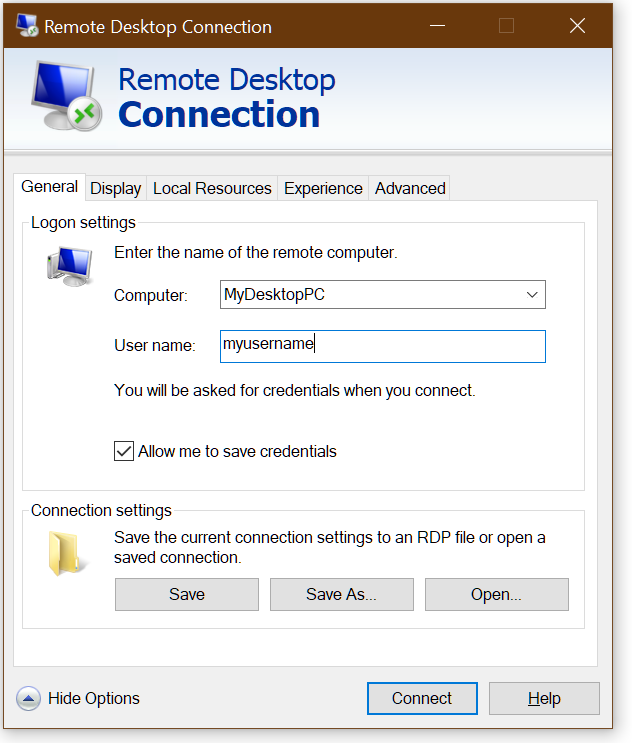 Remote Desktop Connection
Remote Desktop
Connection
General Display Local Resources Experience Advanced
Logon settings
Enter the name of the remote computer.
Computer: MyDesktopPC
User name: myusername
You will be asked for credentials when you connect.
Allow me to save credentials
Connection settings
Save the current connection settings to an RDP file or open a
saved connection.
Save Save As... Open...
Hide Options Connect Help